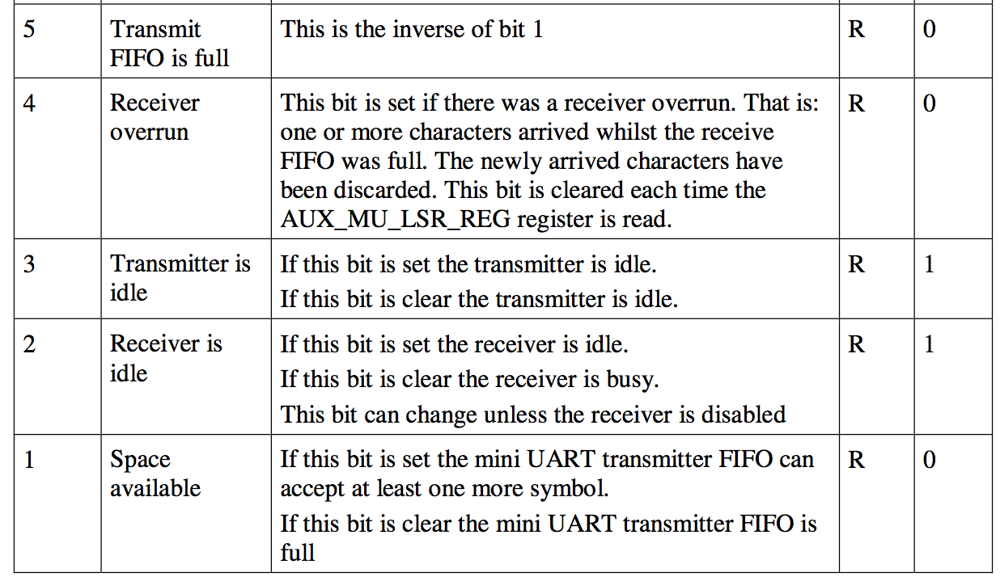 5 Transmit This is the inverse of bit 1 R 0
FIFO is full
4 Receiver This bit is set if there was a receiver overrun. That is: R 0
overrun one or more characters arrived whilst the receive
FIFO was full. The newly arrived characters have
been discarded. This bit is cleared each time the
AUX_MU_LSR_REG register is read.
3 Transmitter is If this bit is set the transmitter is idle. R 1
idle If this bit is clear the transmitter is idle.
2 Receiver is If this bit is set the receiver is idle. R 1
idle If this bit is clear the receiver is busy.
This bit can change unless the receiver is disabled
1 Space If this bit is set the mini UART transmitter FIFO can R 0
available accept at least one more symbol.
If this bit is clear the mini UART transmitter FIFO is
full